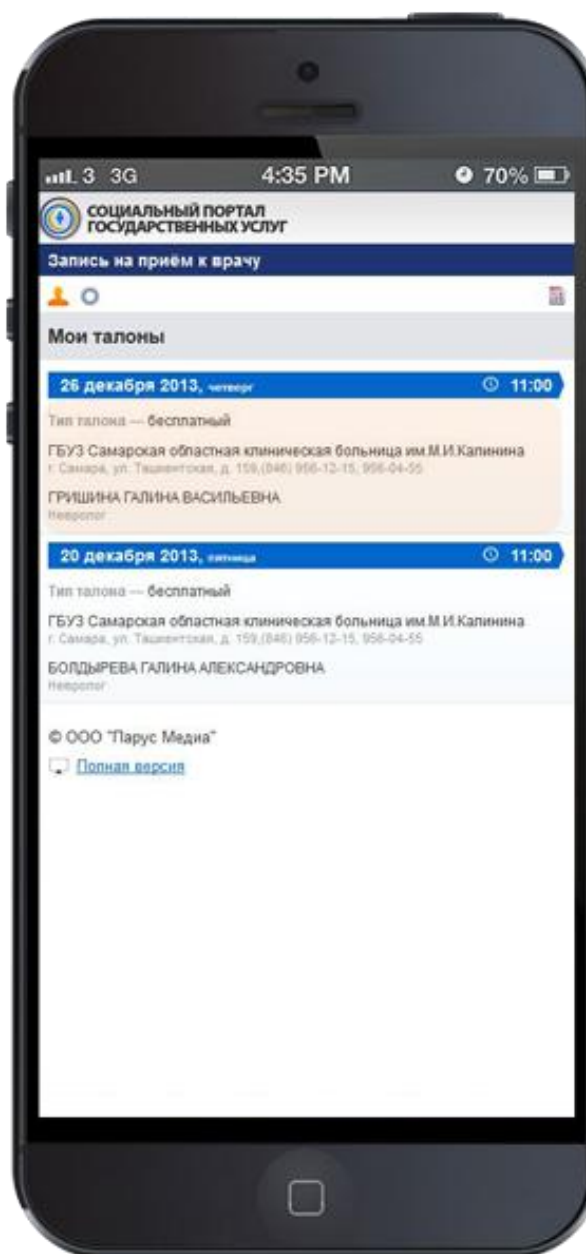 3 3G 4:35 PM 70%
СОЦИАЛЬНЫЙ ПОРТАЛ
ГОСУДАРСТВЕННЫХ УСЛУГ
Запись на приём к врачу
Мои талоны
26 декабря 2013, четверг 11:00
Тип талона — бесплатный
ГБУЗ Самарская областная клиническая больница им.М.И.Калинина
г. Самара, ул. Ташкентская, д. 159,(846) 956-12-15, 956-04-55
ГРИШИНА ГАЛИНА ВАСИЛЬЕВНА
Невролог
20 декабря 2013, пятница 11:00
Тип талона — бесплатный
ГБУЗ Самарская областная клиническая больница им.М.И.Калинина
г. Самара, ул. Ташкентская, д. 159,(846) 956-12-15, 956-04-55
БОЛДЫРЕВА ГАЛИНА АЛЕКСАНДРОВНА
Невролог
© ООО "Парус Медиа"
Полная версия